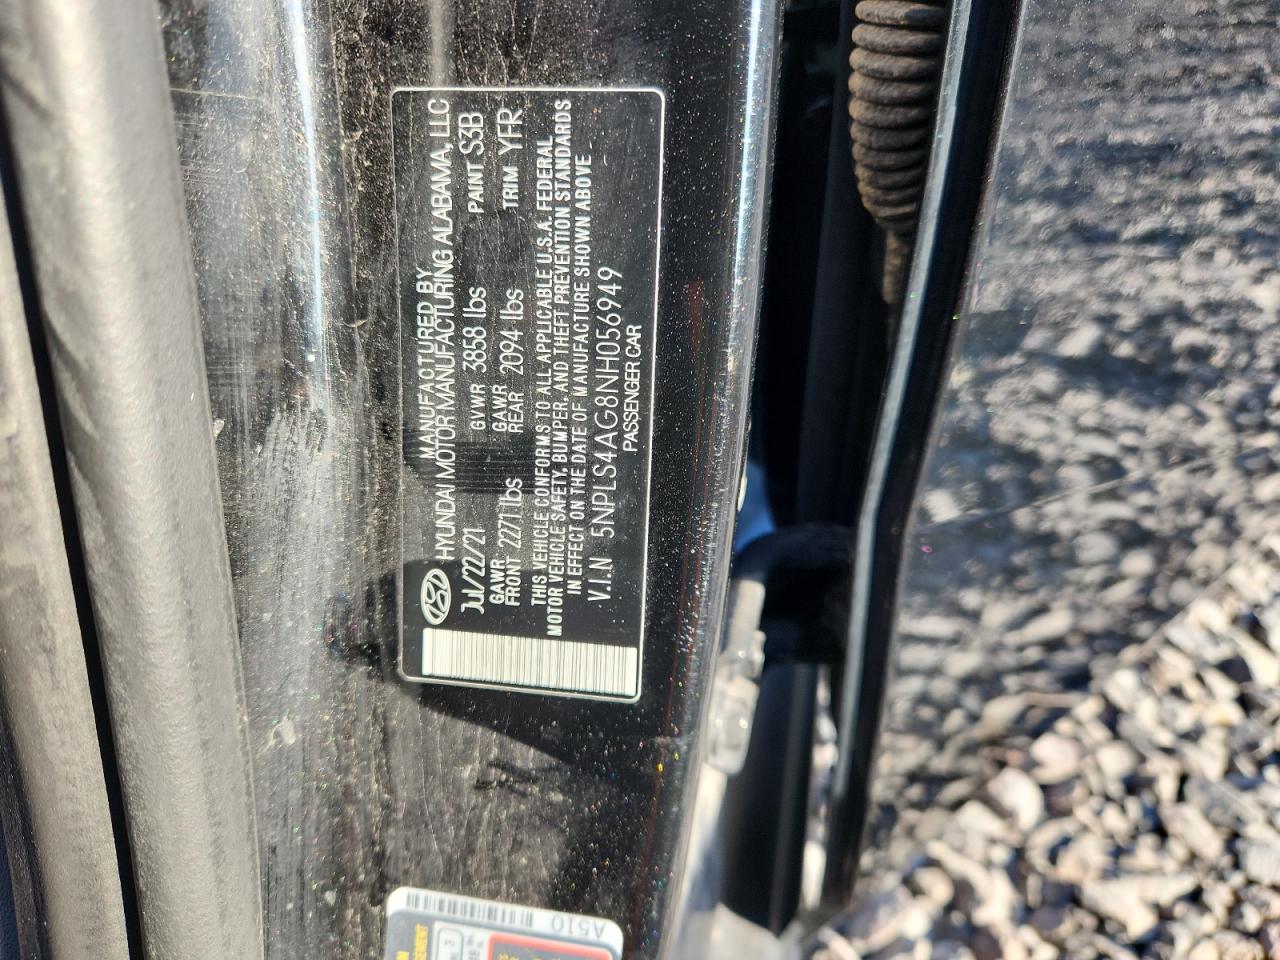 MANUFACTURED BY
HYUNDAI MOTOR MANUFACTURING ALABAMA, LLC
JUL/22/21 GVWR 3858 lbs PAINT S3B
GAWR FRONT 2271 lbs GAWR REAR 2094 lbs TRIM YFR
THIS VEHICLE CONFORMS TO ALL APPLICABLE U.S.A. FEDERAL
MOTOR VEHICLE SAFETY, BUMPER, AND THEFT PREVENTION STANDARDS
IN EFFECT ON THE DATE OF MANUFACTURE SHOWN ABOVE
V.I.N 5NPLS4AG8NH056949
PASSENGER CAR
A510